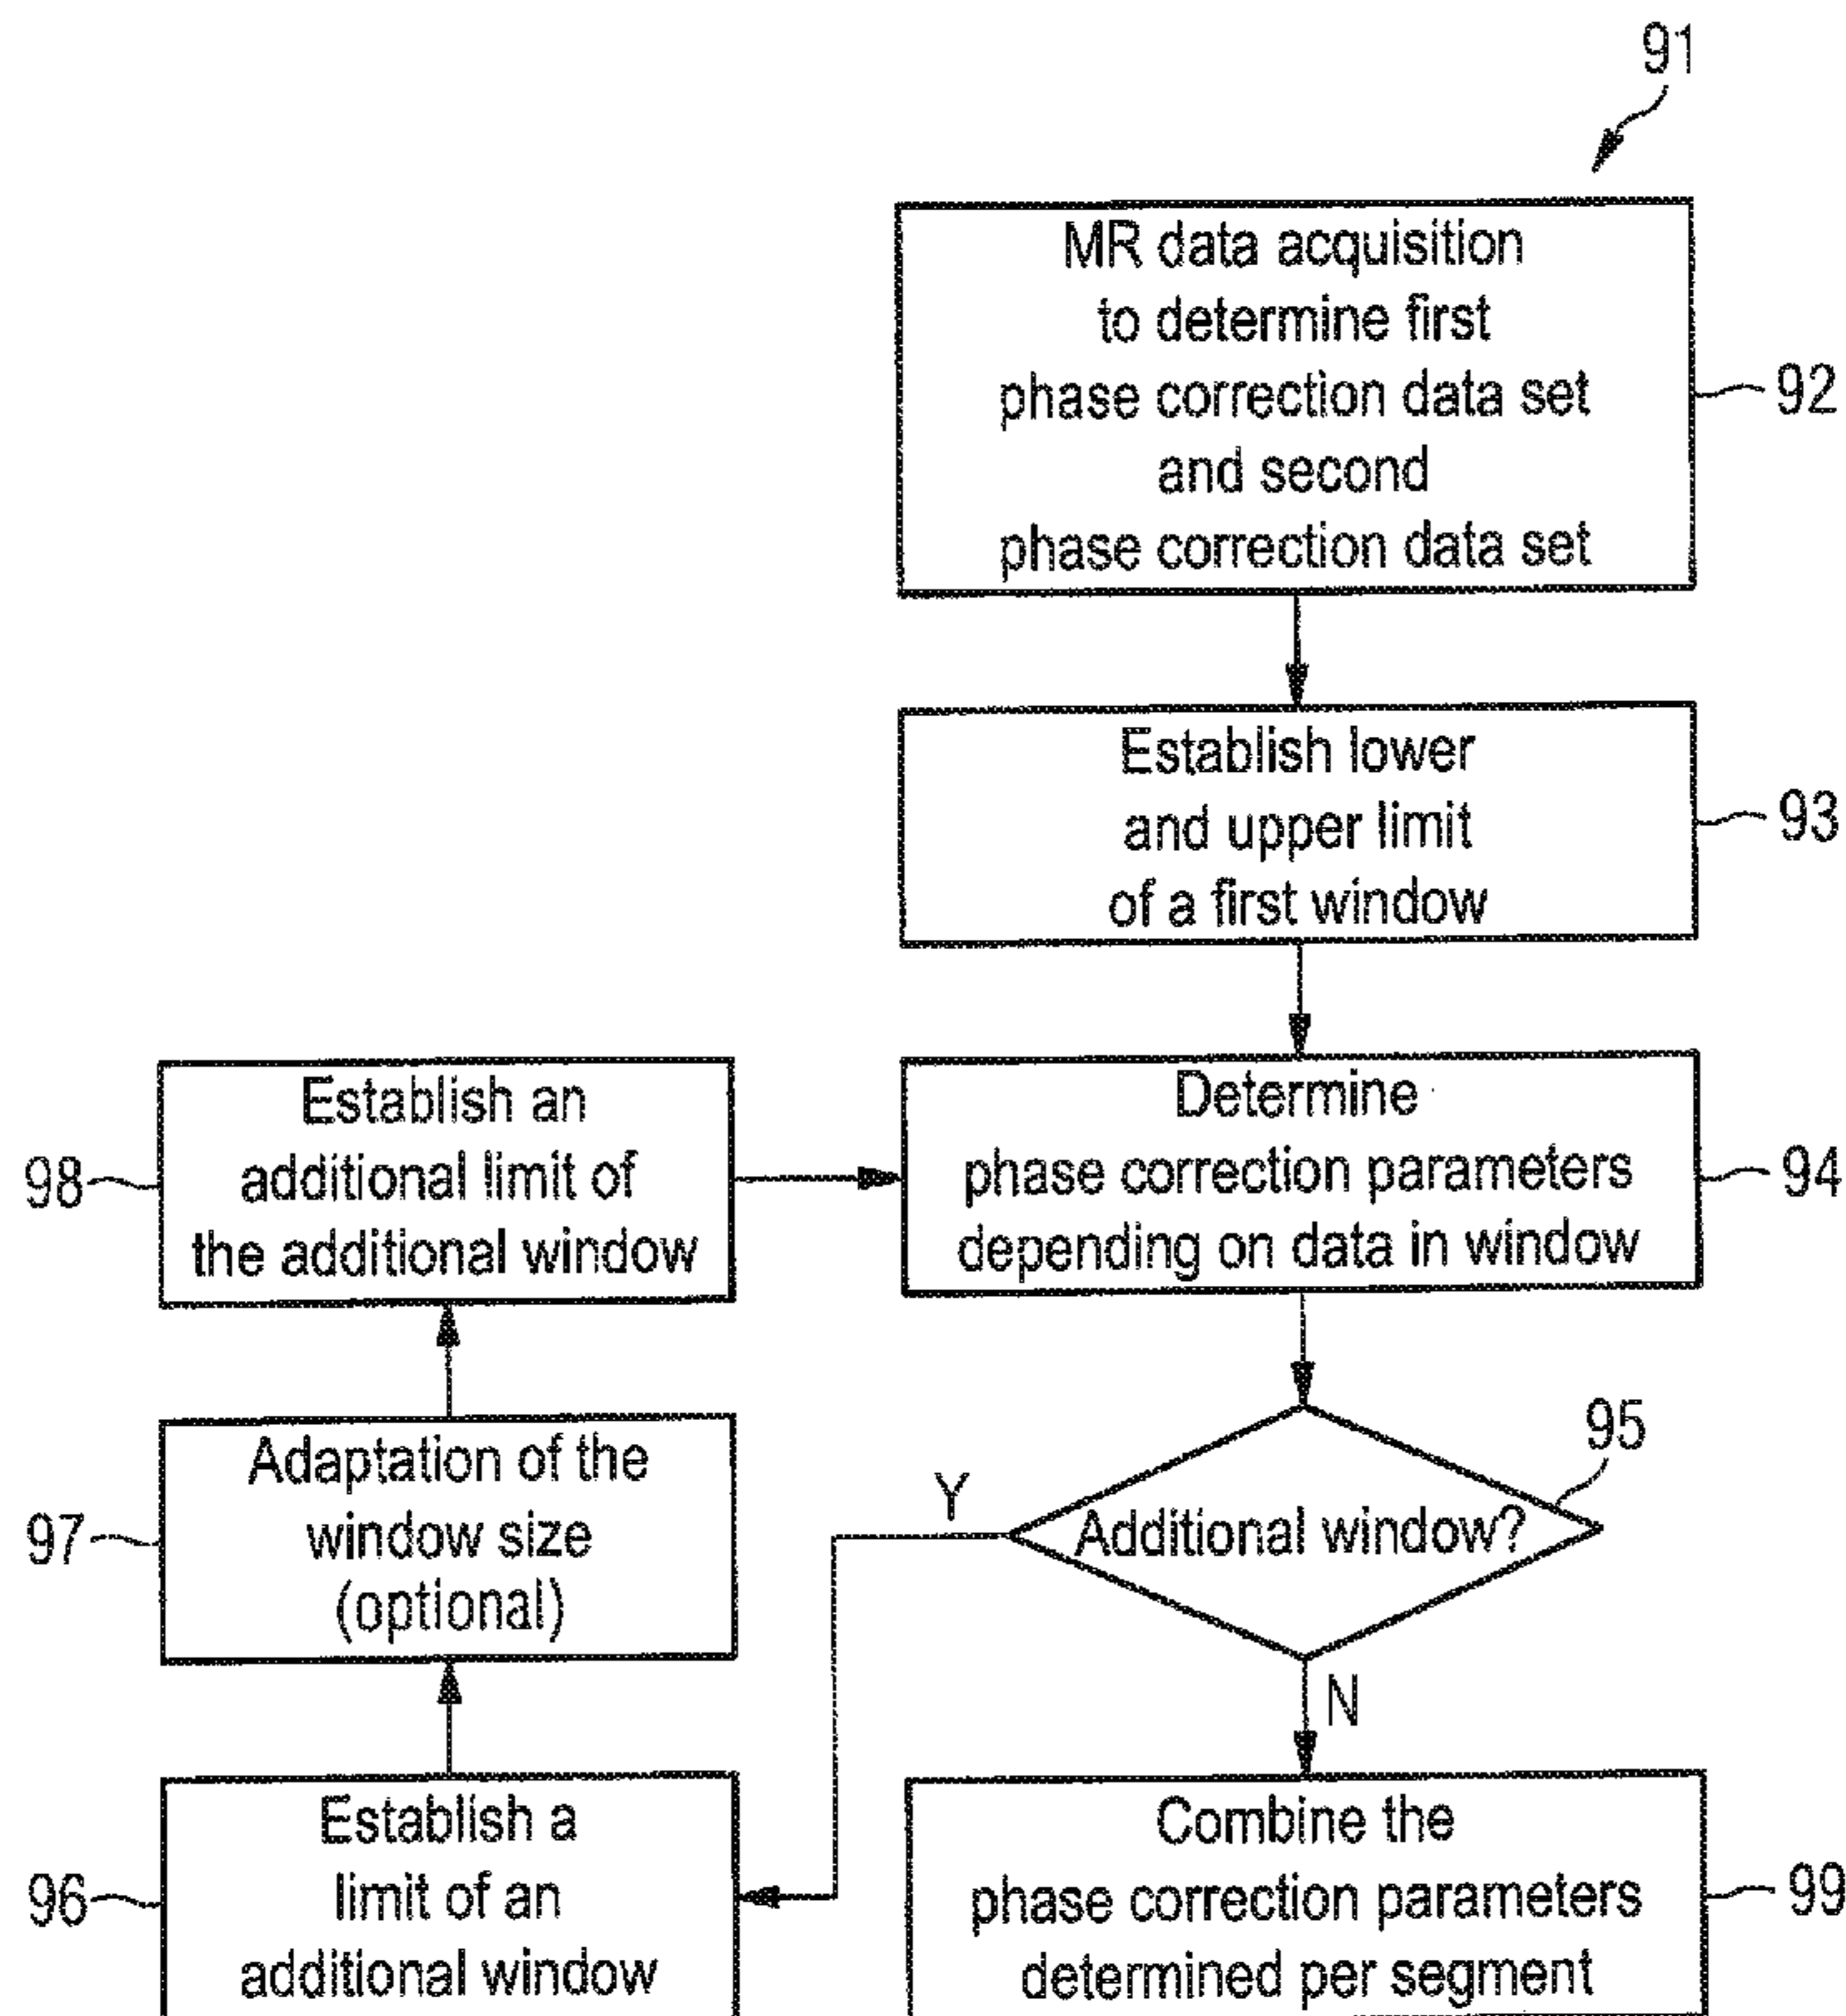 91
MR data acquisition
to determine first
phase correction data set
and second
phase correction data set
92
Establish lower
and upper limit
of a first window
93
Establish an
additional limit of
the additional window
98
Determine
phase correction parameters
depending on data in window
94
95
Additional window?
Y
N
Adaptation of the
window size
(optional)
97
Establish a
limit of an
additional window
96
Combine the
phase correction parameters
determined per segment
99